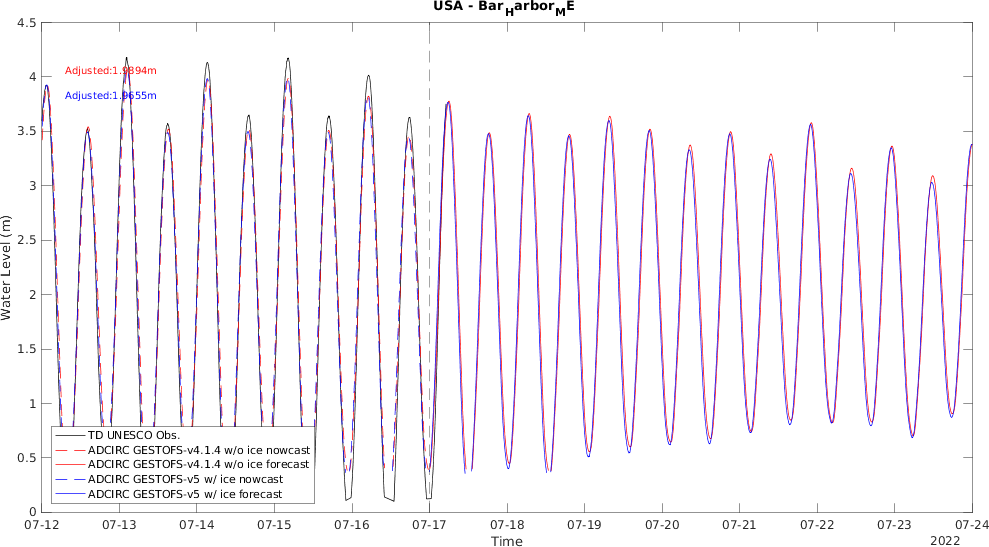 USA - BarHarborME
4.5
4
3.5
3
2.5
2
1.5
1
0.5
0
Water Level (m)
Adjusted:1.9894m
Adjusted:1.9655m
TD UNESCO Obs.
ADCIRC GESTOFS-v4.1.4 w/o ice nowcast
ADCIRC GESTOFS-v4.1.4 w/o ice forecast
ADCIRC GESTOFS-v5 w/ ice nowcast
ADCIRC GESTOFS-v5 w/ ice forecast
07-12 07-13 07-14 07-15 07-16 07-17 07-18 07-19 07-20 07-21 07-22 07-23 07-24
Time
2022